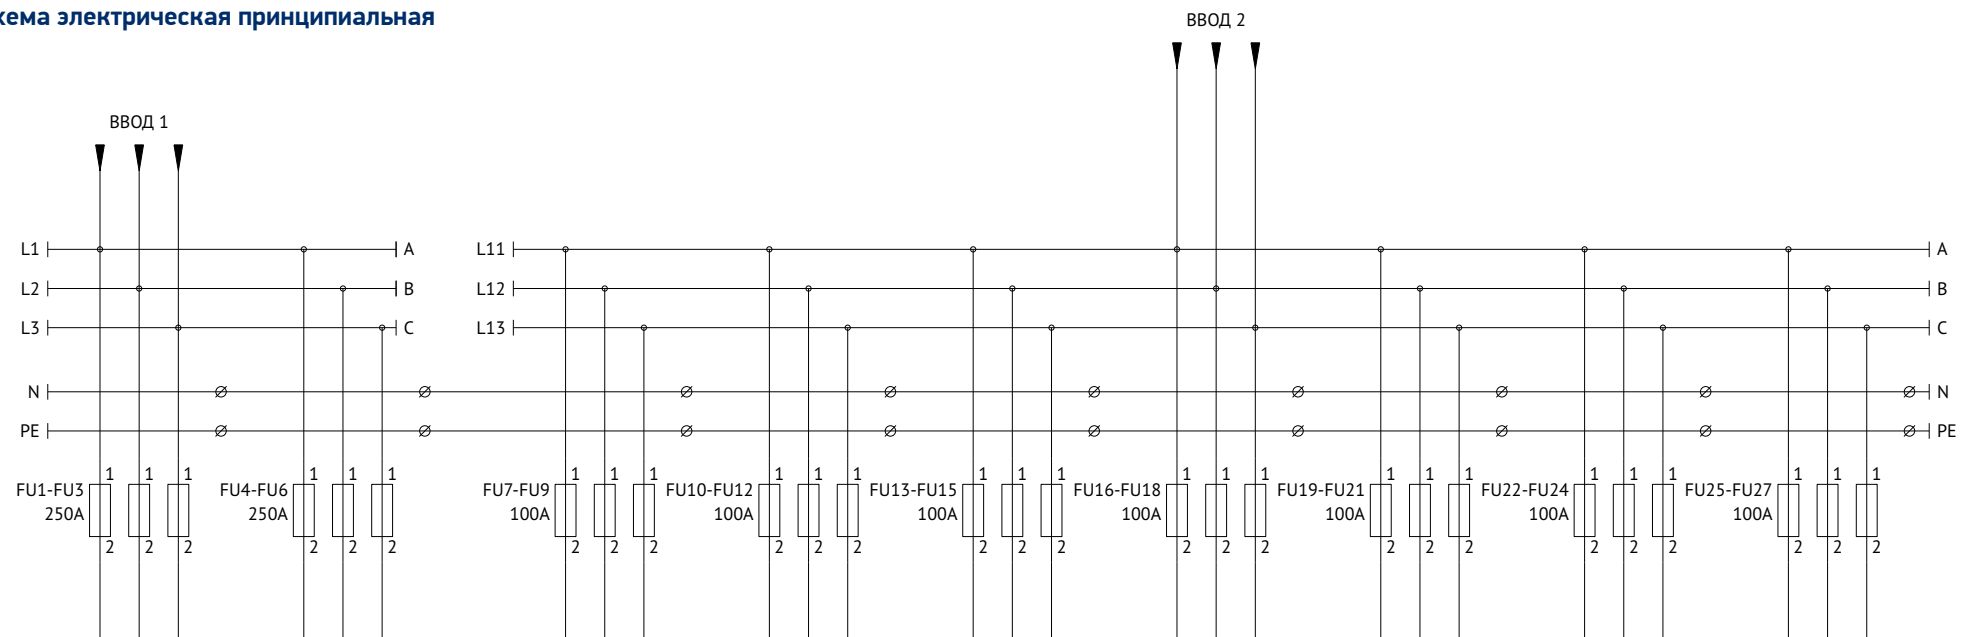 хема электрическая принципиальная
ВВОД 2
ВВОД 1
L1 A L11 A
L2 B L12 B
L3 C L13 C
N N
PE PE
1 1 1 1 1 1 1 1 1 1 1 1 1 1 1 1 1 1 1 1 1 1 1 1 1 1 1
FU1-FU3 FU4-FU6 FU7-FU9 FU10-FU12 FU13-FU15 FU16-FU18 FU19-FU21 FU22-FU24 FU25-FU27
250A 250A 100A 100A 100A 100A 100A 100A 100A
2 2 2 2 2 2 2 2 2 2 2 2 2 2 2 2 2 2 2 2 2 2 2 2 2 2 2